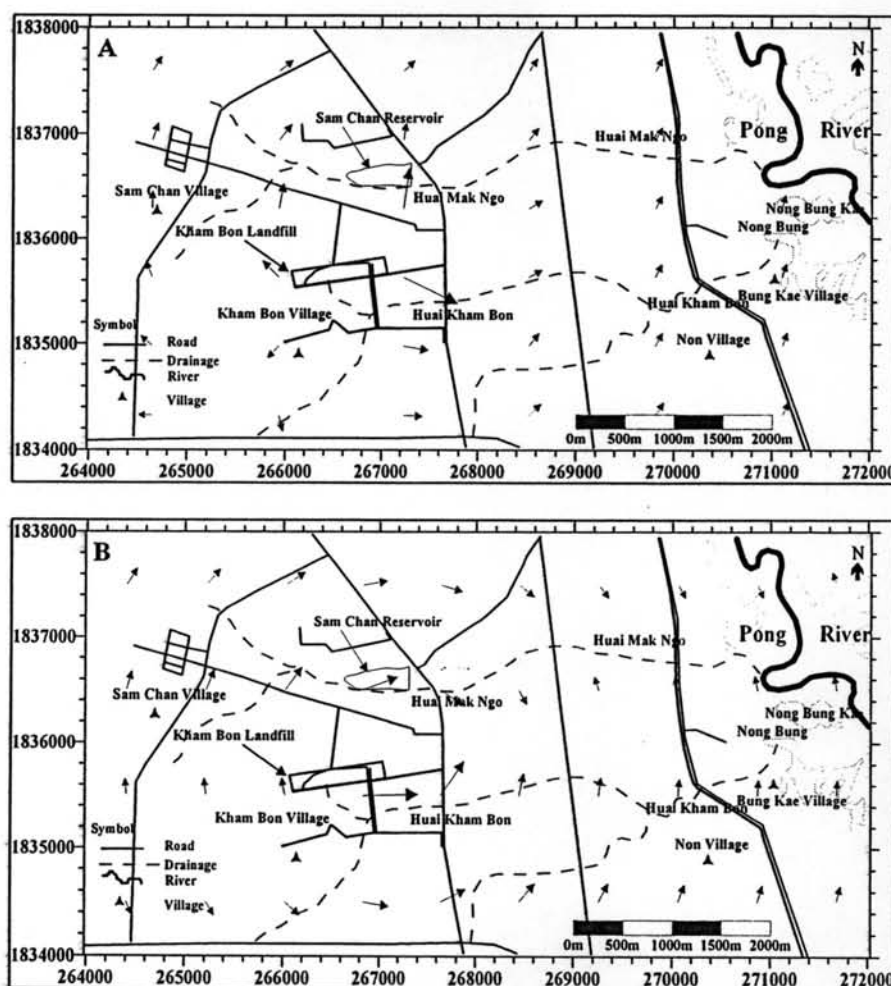 1838000
A
N
Sam Chan Reservoir
1837000
Huai Mak Ngo
Pong River
Sam Chan Village
Huai Mak Ngo
Nong Bung Kae
1836000
Kham Bon Landfill
Nong Bung
Kham Bon Village
Huai Kham Bon
Huai Kham Bon
Bung Kae Village
Symbol
1835000
Road
Non Village
Drainage
River
Village
0m 500m 1000m 1500m 2000m
1834000
264000 265000 266000 267000 268000 269000 270000 271000 272000
1838000
B
N
Sam Chan Reservoir
1837000
Huai Mak Ngo
Pong River
Sam Chan Village
Huai Mak Ngo
Nong Bung Kae
1836000
Kham Bon Landfill
Nong Bung
Kham Bon Village
Huai Kham Bon
Huai Kham Bon
Bung Kae Village
Symbol
1835000
Road
Non Village
Drainage
River
Village
0m 500m 1000m 1500m 2000m
1834000
264000 265000 266000 267000 268000 269000 270000 271000 272000